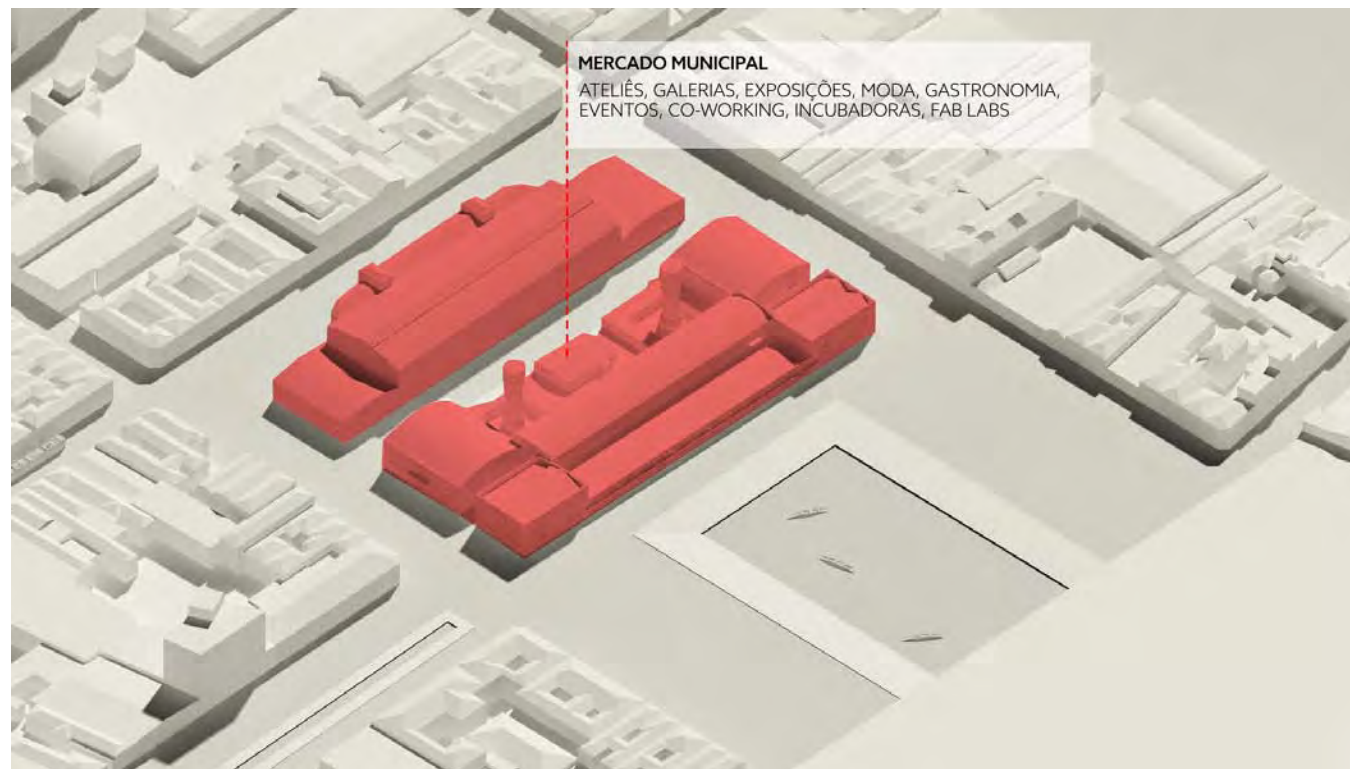 MERCADO MUNICIPAL
ATELIÊS, GALERIAS, EXPOSIÇÕES, MODA, GASTRONOMIA,
EVENTOS, CO-WORKING, INCUBADORAS, FAB LABS